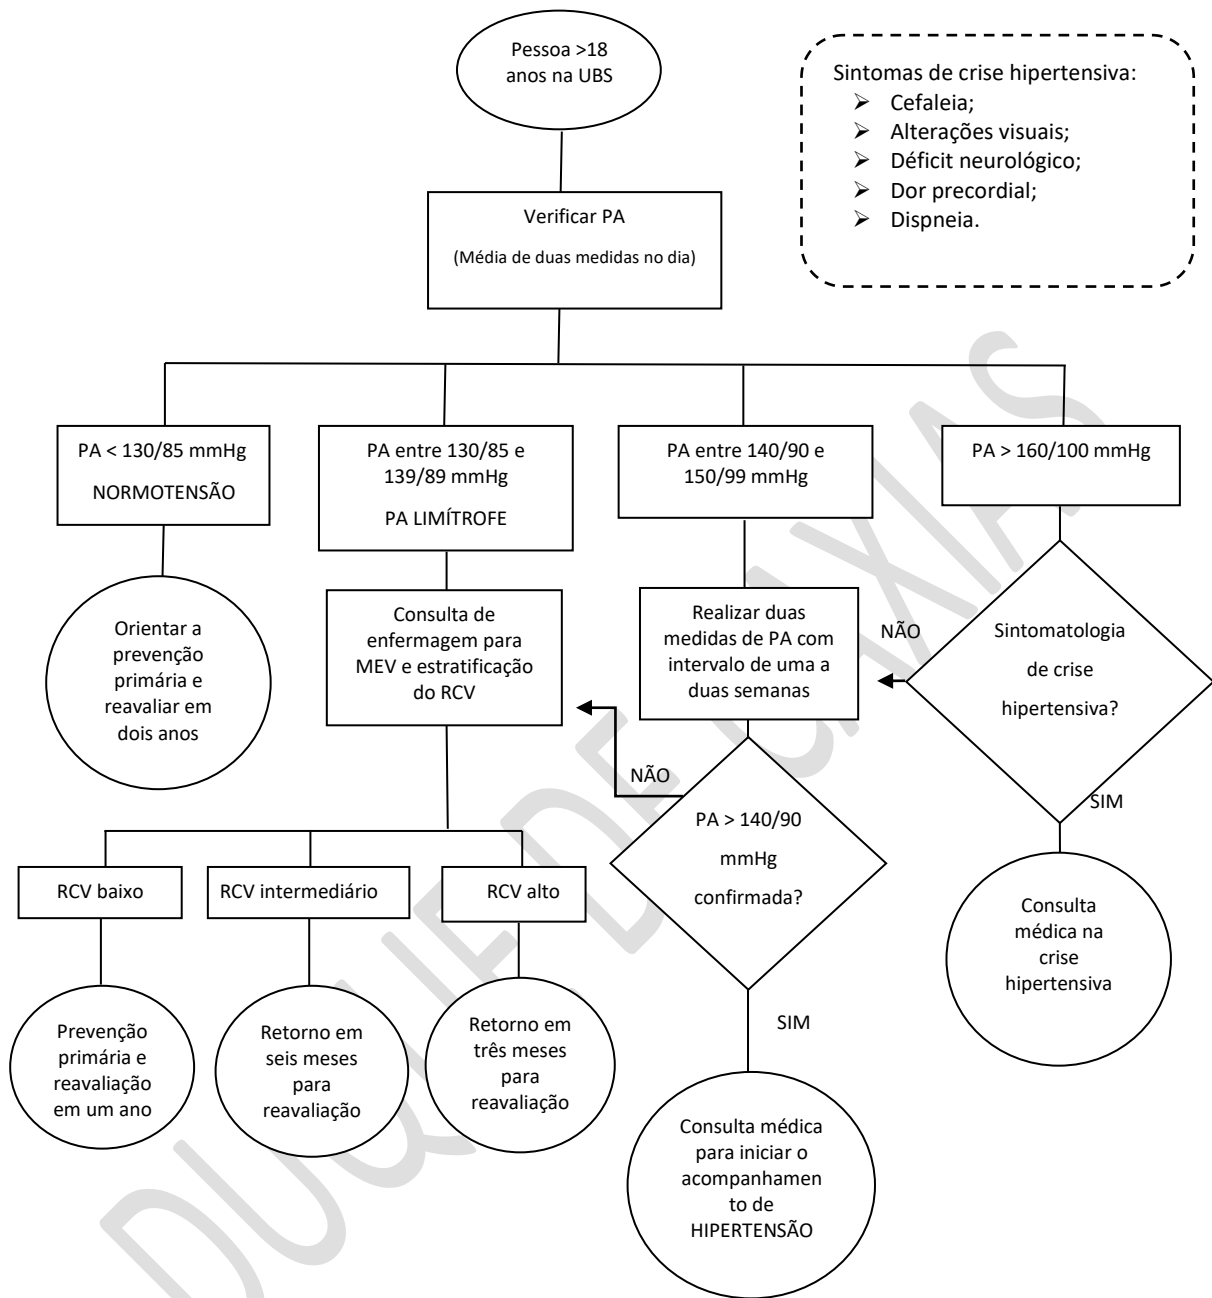 Pessoa >18
anos na UBS
Sintomas de crise hipertensiva:
➢ Cefaleia;
➢ Alterações visuais;
➢ Déficit neurológico;
➢ Dor precordial;
➢ Dispneia.
Verificar PA
(Média de duas medidas no dia)
PA < 130/85 mmHg
NORMOTENSÃO
PA entre 130/85 e
139/89 mmHg
PA LIMÍTROFE
PA entre 140/90 e
150/99 mmHg
PA > 160/100 mmHg
Orientar a
prevenção
primária e
reavaliar em
dois anos
Consulta de
enfermagem para
MEV e estratificação
do RCV
Realizar duas
medidas de PA com
intervalo de uma a
duas semanas
NÃO
Sintomatologia
de crise
hipertensiva?
NÃO
SIM
PA > 140/90
mmHg
confirmada?
RCV baixo
RCV intermediário
RCV alto
Consulta
médica na
crise
hipertensiva
Prevenção
primária e
reavaliação
em um ano
Retorno em
seis meses
para
reavaliação
Retorno em
três meses
para
reavaliação
SIM
Consulta médica
para iniciar o
acompanhamen
to de
HIPERTENSÃO
DUQUE DE CAXIAS